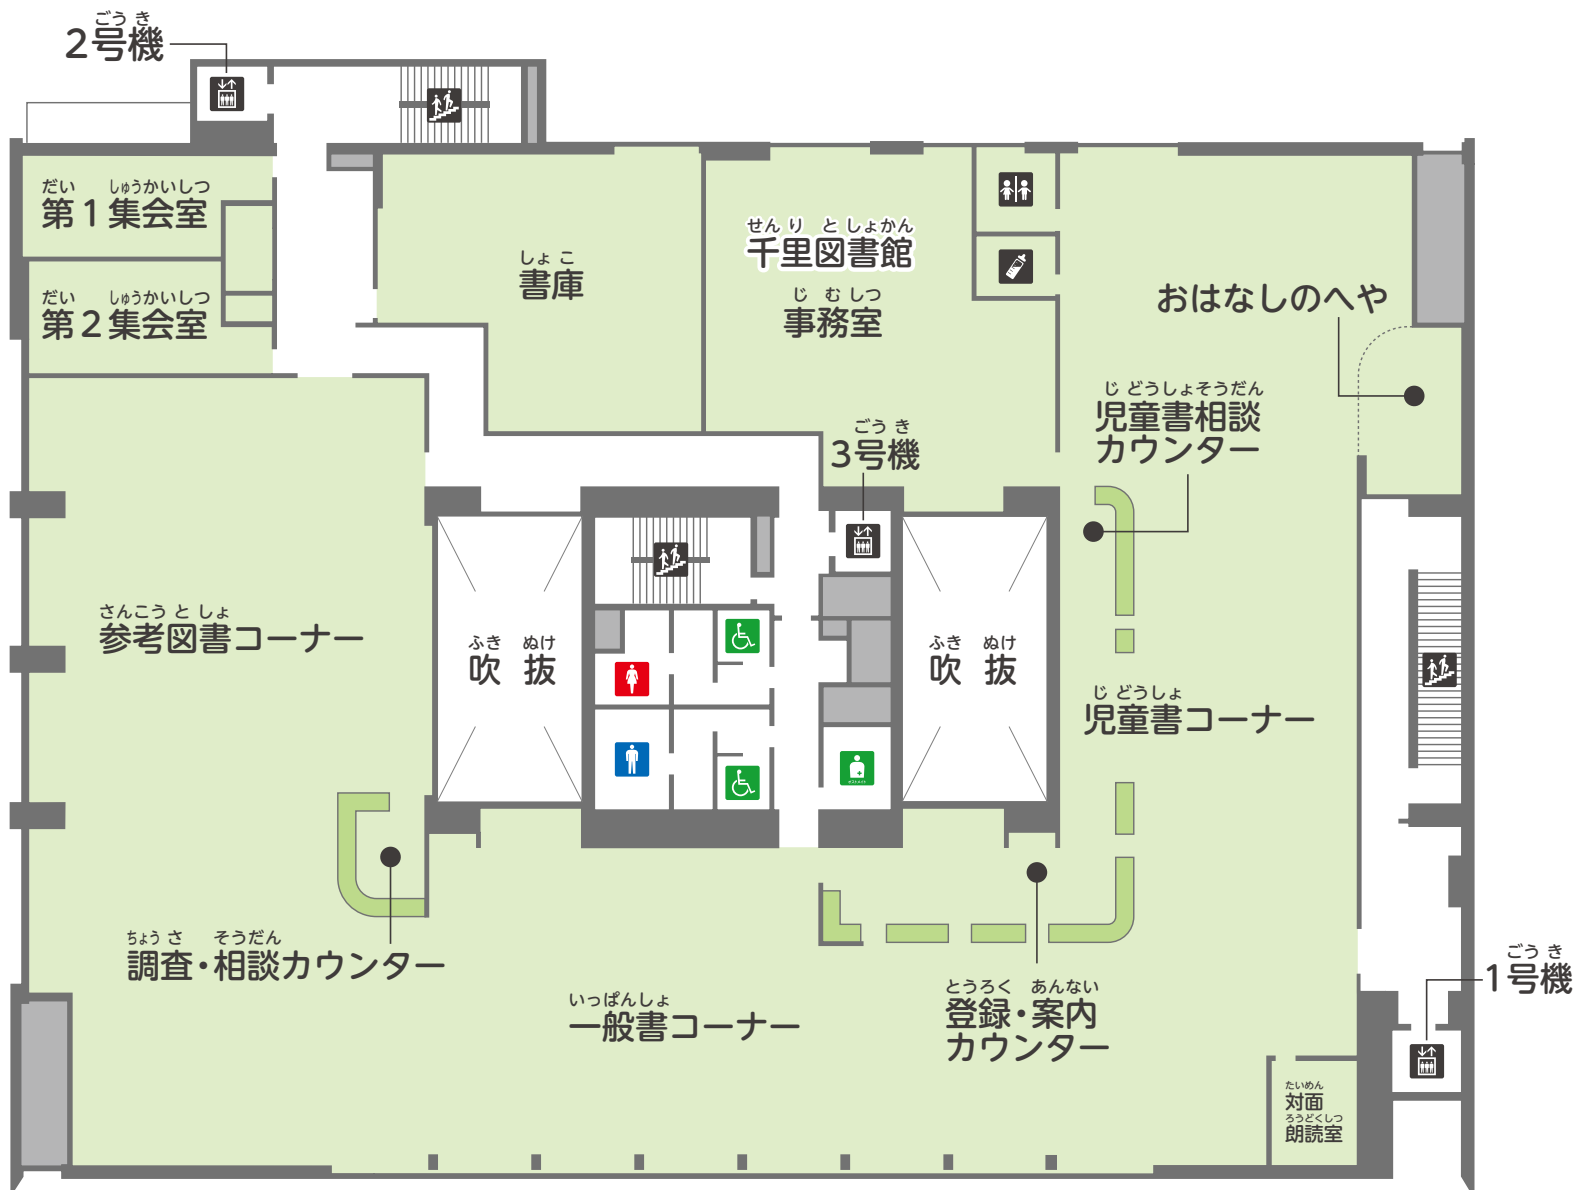 ごうき
2号機
だい しゅうかいしつ
第1集会室
だい しゅうかいしつ
第2集会室
しょこ
書庫
せんり としょかん
千里図書館
じむしつ
事務室
おはなしのへや
じどうしょそうだん
児童書相談
カウンター
ごうき
3号機
さんこうとしょ
参考図書コーナー
ふき ぬけ
吹 抜
ふき ぬけ
吹 抜
じどうしょ
児童書コーナー
ちょうさ そうだん
調査・相談カウンター
いっぱんしょ
一般書コーナー
とうろく あんない
登録・案内
カウンター
ごうき
1号機
たいめん
対面
ろうどくしつ
朗読室